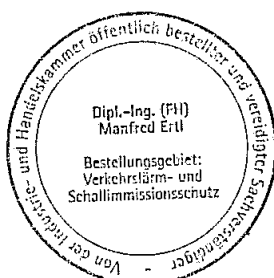 Von der Industrie- und Handelskammer öffentlich bestellter und vereidigter Sachverständiger -
Dipl.-Ing. (FH)
Manfred Ertl
Bestellungsgebiet:
Verkehrslärm- und
Schallimmissionsschutz